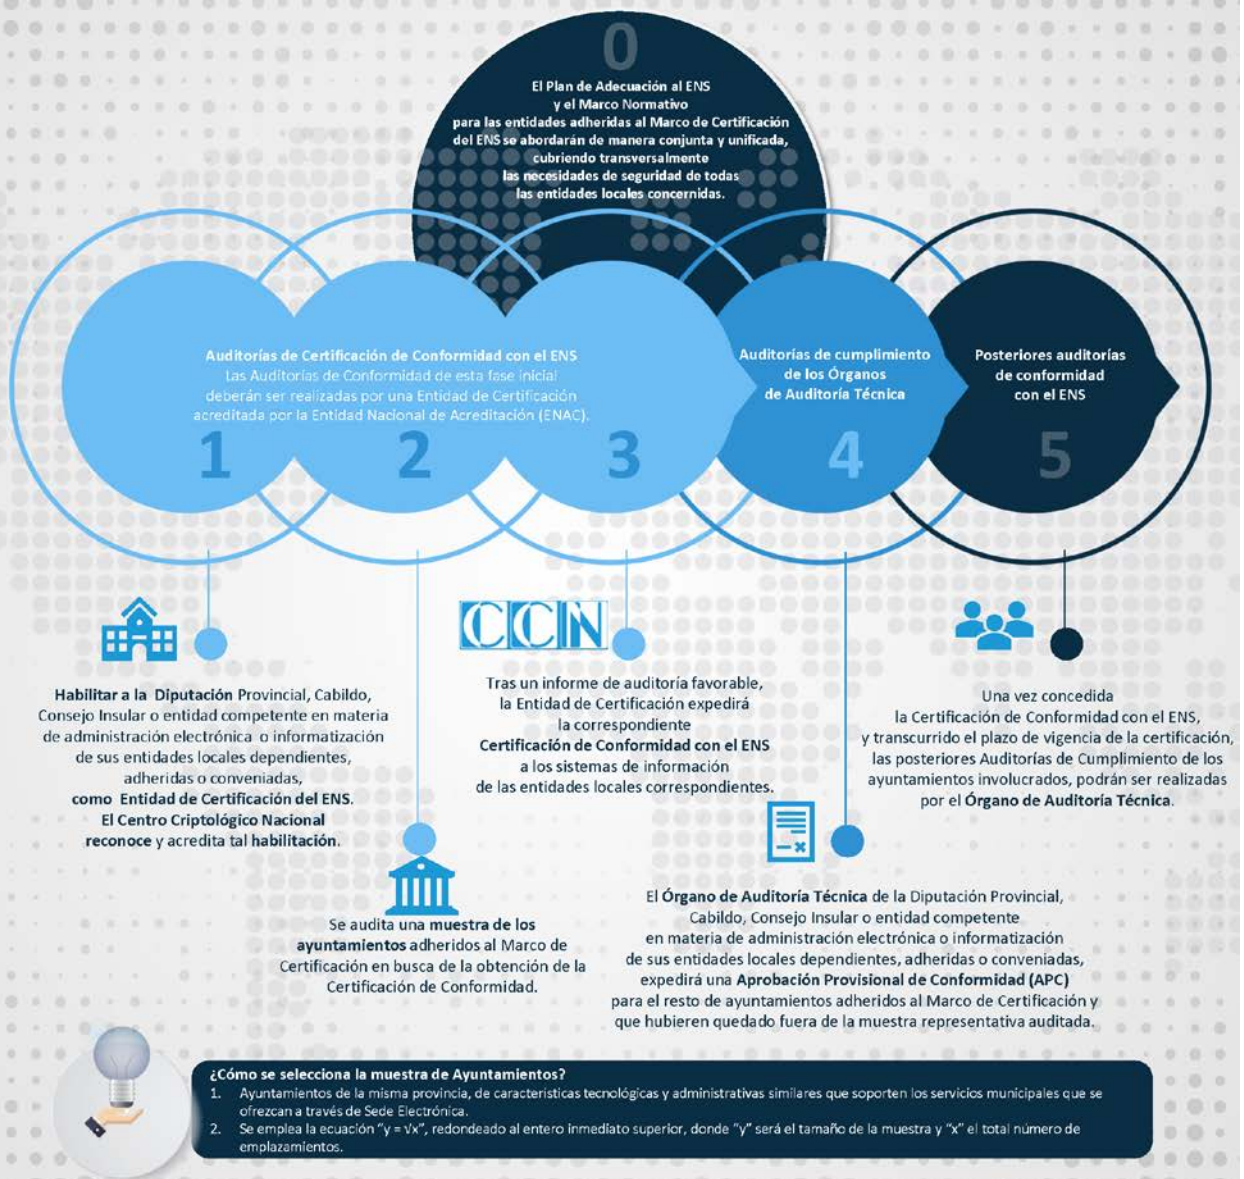 0
El Plan de Adecuación al ENS
y el Marco Normativo
para las entidades adheridas al Marco de Certificación
del ENS se abordarán de manera conjunta y unificada,
cubriendo transversalmente
las necesidades de seguridad de todas
las entidades locales concernidas.
Auditorías de Certificación de Conformidad con el ENS
Las Auditorías de Conformidad de esta fase inicial
deberán ser realizadas por una Entidad de Certificación
acreditada por la Entidad Nacional de Acreditación (ENAC).
1
2
3
Auditorías de cumplimiento
de los Órganos
de Auditoría Técnica
4
Posteriores auditorías
de conformidad
con el ENS
5
Habilitar a la Diputación Provincial, Cabildo,
Consejo Insular o entidad competente en materia
de administración electrónica o informatización
de sus entidades locales dependientes,
adheridas o conveniadas,
como Entidad de Certificación del ENS.
El Centro Criptológico Nacional
reconoce y acredita tal habilitación.
Se audita una muestra de los
ayuntamientos adheridos al Marco de
Certificación en busca de la obtención de la
Certificación de Conformidad.
CCN
Tras un informe de auditoría favorable,
la Entidad de Certificación expedirá
la correspondiente
Certificación de Conformidad con el ENS
a los sistemas de información
de las entidades locales correspondientes.
El Órgano de Auditoría Técnica de la Diputación Provincial,
Cabildo, Consejo Insular o entidad competente
en materia de administración electrónica o informatización
de sus entidades locales dependientes, adheridas o conveniadas,
expedirá una Aprobación Provisional de Conformidad (APC)
para el resto de ayuntamientos adheridos al Marco de Certificación y
que hubieren quedado fuera de la muestra representativa auditada.
Una vez concedida
la Certificación de Conformidad con el ENS,
y transcurrido el plazo de vigencia de la certificación,
las posteriores Auditorías de Cumplimiento de los
ayuntamientos involucrados, podrán ser realizadas
por el Órgano de Auditoría Técnica.
¿Cómo se selecciona la muestra de Ayuntamientos?
1. Ayuntamientos de la misma provincia, de características tecnológicas y administrativas similares que soporten los servicios municipales que se
ofrezcan a través de Sede Electrónica.
2. Se emplea la ecuación "y = √x", redondeado al entero inmediato superior, donde "y" será el tamaño de la muestra y "x" el total número de
emplazamientos.